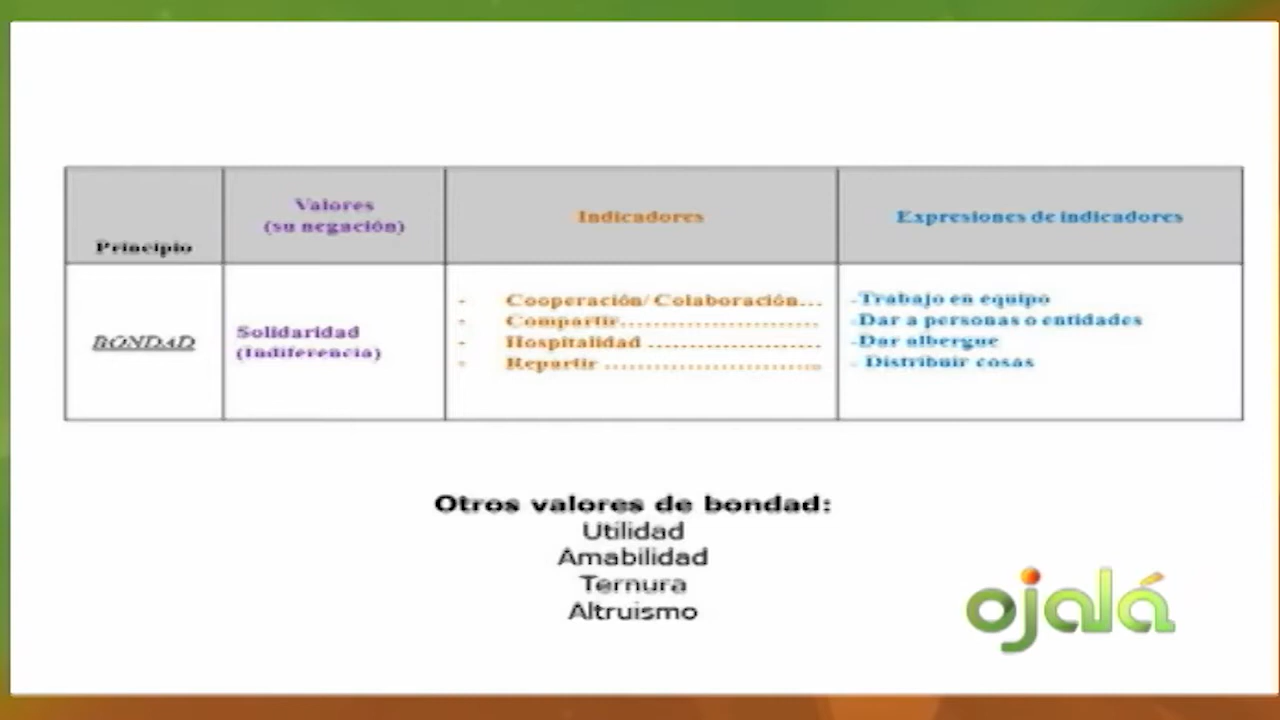 Principio
Valores
(su negación)
Indicadores
Expresiones de indicadores
BONDAD
Solidaridad
(Indiferencia)
- Cooperación/ Colaboración...
- Compartir........................
- Hospitalidad .....................
- Repartir ..........................
-Trabajo en equipo
-Dar a personas o entidades
-Dar albergue
- Distribuir cosas
Otros valores de bondad:
Utilidad
Amabilidad
Ternura
Altruismo
ojalá